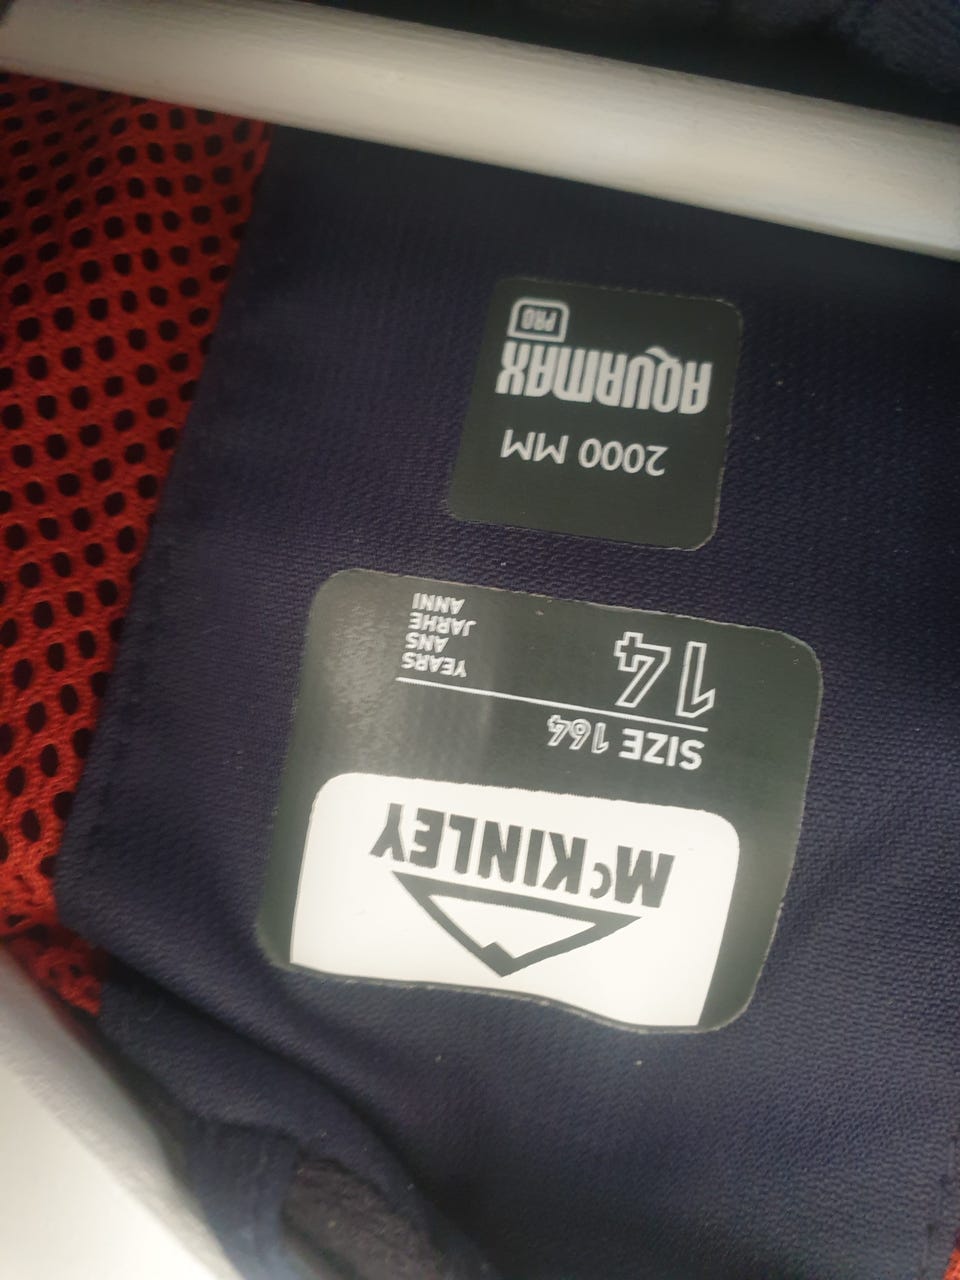 McKINLEY
SIZE 164
14
YEARS
ANS
JARHE
ANNI
2000 MM
AQUAMAX
PRO